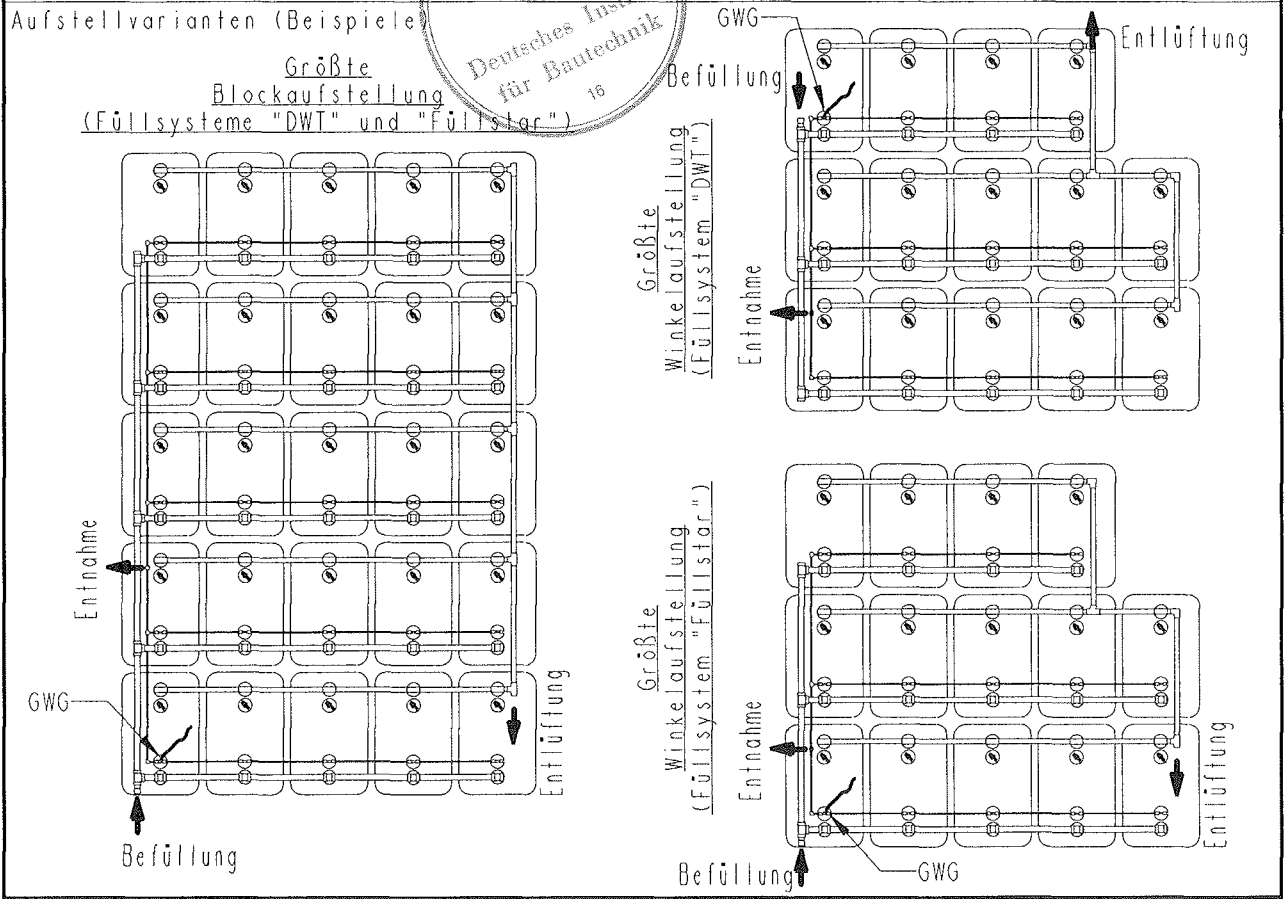 Aufstellvarianten (Beispiele
Deutsches Inst
für Bautechnik
16
Größte
Blockaufstellung
(Füllsysteme "DWT" und "Füllstar")
Entnahme
GWG
Befüllung
Entlüftung
GWG
Befüllung
Entlüftung
Größte
Winkelaufstellung
(Füllsystem "DWT")
Entnahme
Größte
Winkelaufstellung
(Füllsystem "Füllstar")
Entnahme
Entlüftung
Befüllung
GWG